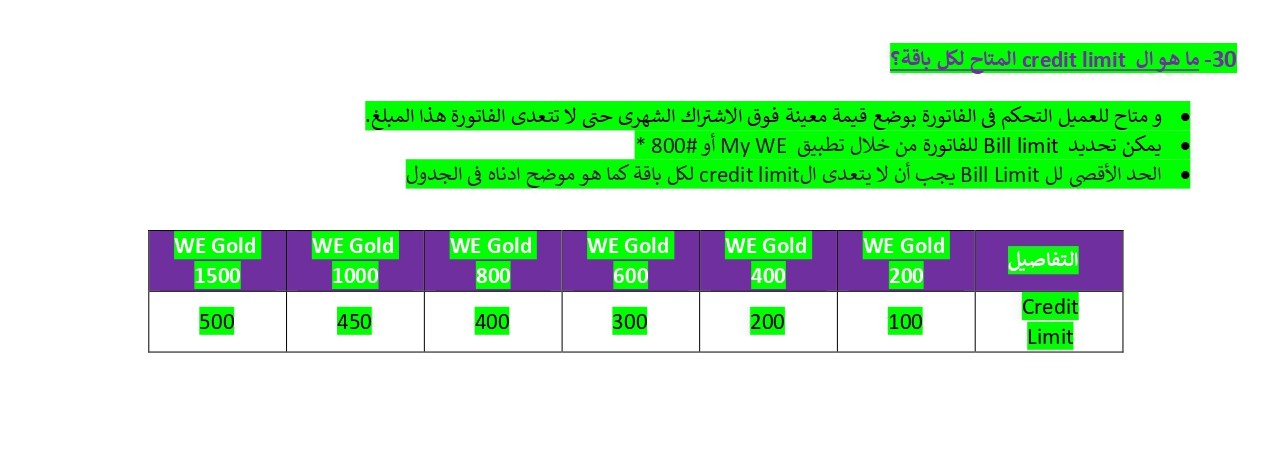 30- ما هو ال credit limit المتاح لكل باقة؟
• و متاح للعميل التحكم فى الفاتورة بوضع قيمة معينة فوق الاشتراك الشهرى حتى لا تتعدى الفاتورة هذا المبلغ.
• يمكن تحديد Bill limit للفاتورة من خلال تطبيق My WE أو #800 *
• الحد الأقصى لل Bill Limit يجب أن لا يتعدى الcredit limit لكل باقة كما هو موضح ادناه فى الجدول
التفاصيل | WE Gold 200 | WE Gold 400 | WE Gold 600 | WE Gold 800 | WE Gold 1000 | WE Gold 1500
Credit Limit | 100 | 200 | 300 | 400 | 450 | 500